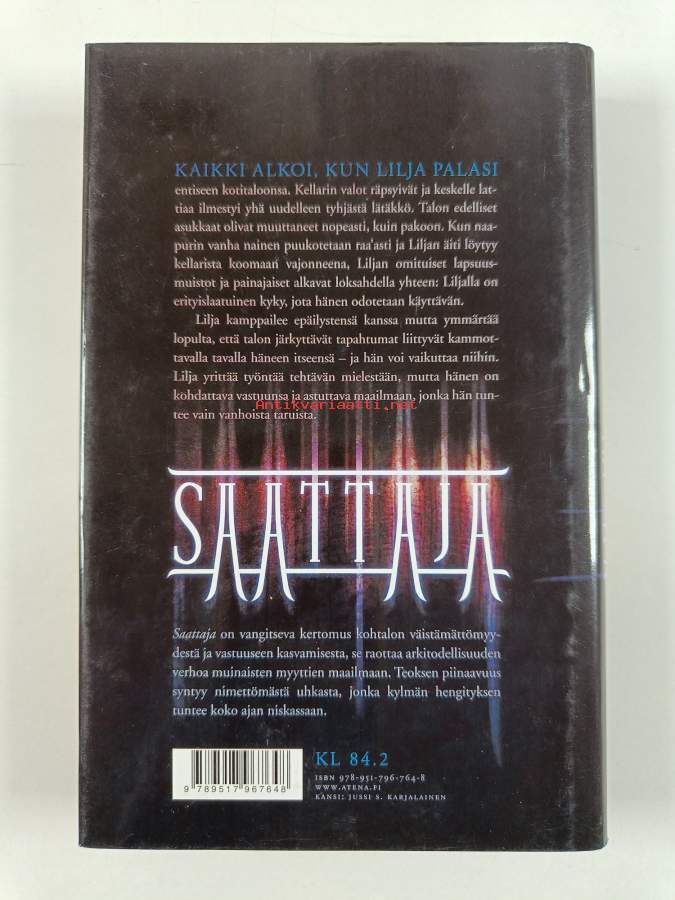 KAIKKI ALKOI, KUN LILJA PALASI
entiseen kotitaloonsa. Kellarin valot räpsyivät ja keskelle lat-
tiaa ilmestyi yhä uudelleen tyhjästä lätäkkö. Talon edelliset
asukkaat olivat muuttaneet nopeasti, kuin pakoon. Kun naa-
purin vanha nainen puukotetaan raa'asti ja Liljan äiti löytyy
kellarista koomaan vajonneena, Liljan omituiset lapsuus-
muistot ja painajaiset alkavat loksahdella yhteen: Liljalla on
erityislaatuinen kyky, jota hänen odotetaan käyttävän.
Lilja kamppailee epäilystensä kanssa mutta ymmärtää
lopulta, että talon järkyttävät tapahtumat liittyvät kammot-
tavalla tavalla häneen itseensä – ja hän voi vaikuttaa niihin.
Lilja yrittää työntää tehtävän mielestään, mutta hänen on
kohdattava vastuunsa ja astuttava maailmaan, jonka hän tun-
Antikvariaatti.net
tee vain vanhoista taruista.
SAATTAJA
Saattaja on vangitseva kertomus kohtalon väistämättömyy-
destä ja vastuuseen kasvamisesta, se raottaa arkitodellisuuden
verhoa muinaisten myyttien maailmaan. Teoksen piinaavuus
syntyy nimettömästä uhkasta, jonka kylmän hengityksen
tuntee koko ajan niskassaan.
KL 84.2
ISBN 978-951-796-764-8
WWW.ATENA.FI
KANSI: JUSSI S. KARJALAINEN
9 789517 967648